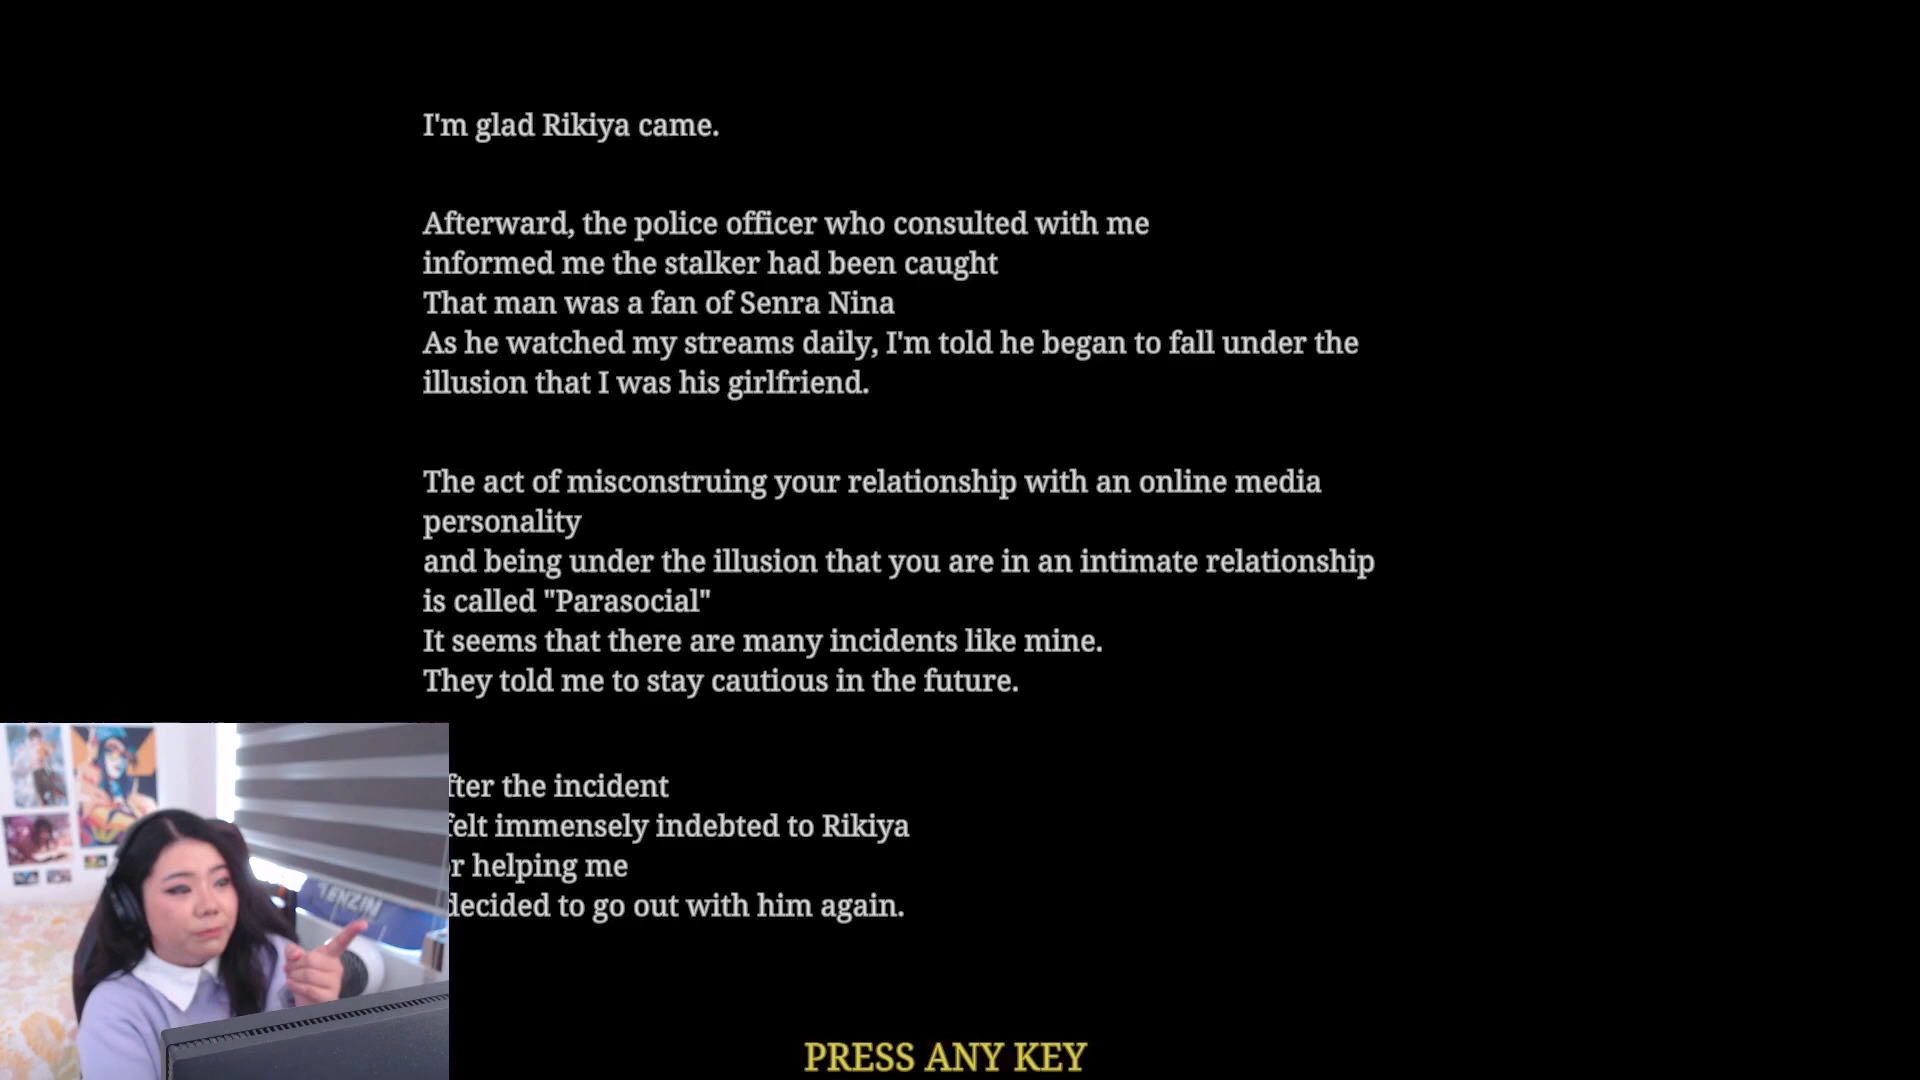 I'm glad Rikiya came.
Afterward, the police officer who consulted with me
informed me the stalker had been caught
That man was a fan of Senra Nina
As he watched my streams daily, I'm told he began to fall under the
illusion that I was his girlfriend.
The act of misconstruing your relationship with an online media
personality
and being under the illusion that you are in an intimate relationship
is called "Parasocial"
It seems that there are many incidents like mine.
They told me to stay cautious in the future.
fter the incident
felt immensely indebted to Rikiya
r helping me
decided to go out with him again.
TENZIN
PRESS ANY KEY